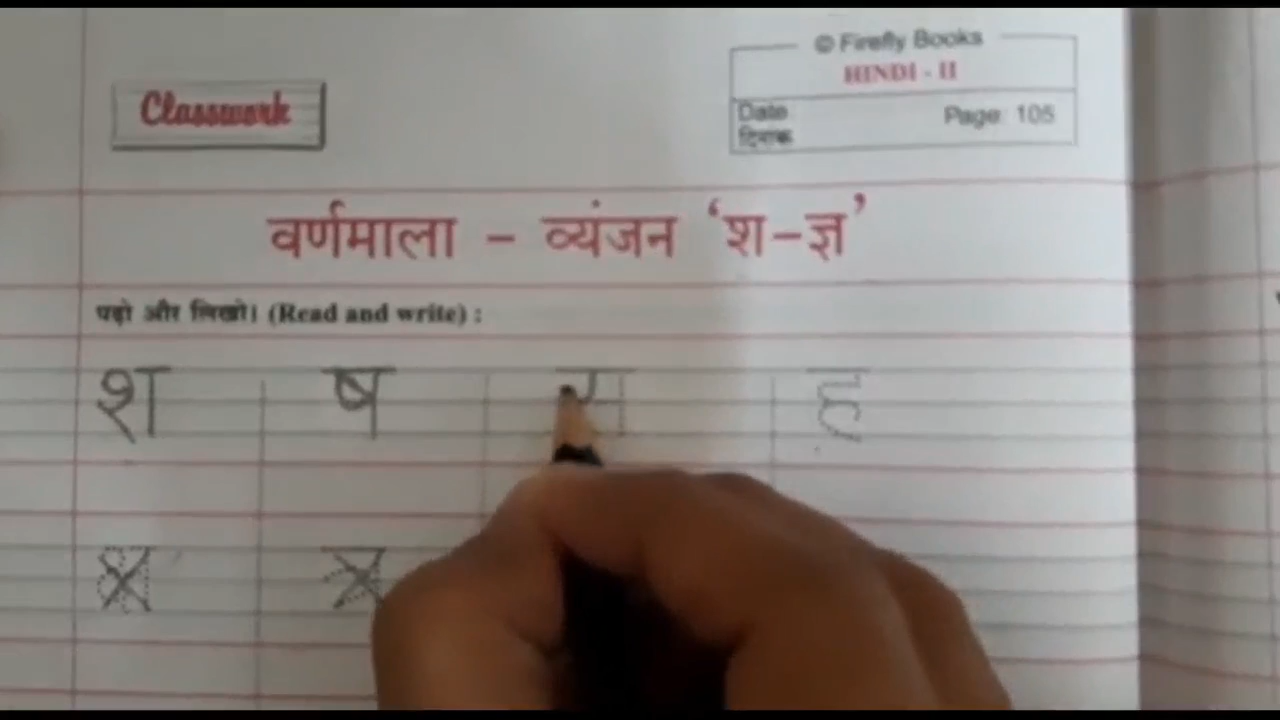 © Firefly Books
HINDI - II
Classwork
Date
Page: 105
दिनांक
वर्णमाला – व्यंजन ‘श–ज्ञ’
पढ़ो और लिखो। (Read and write) :
श ष स ह